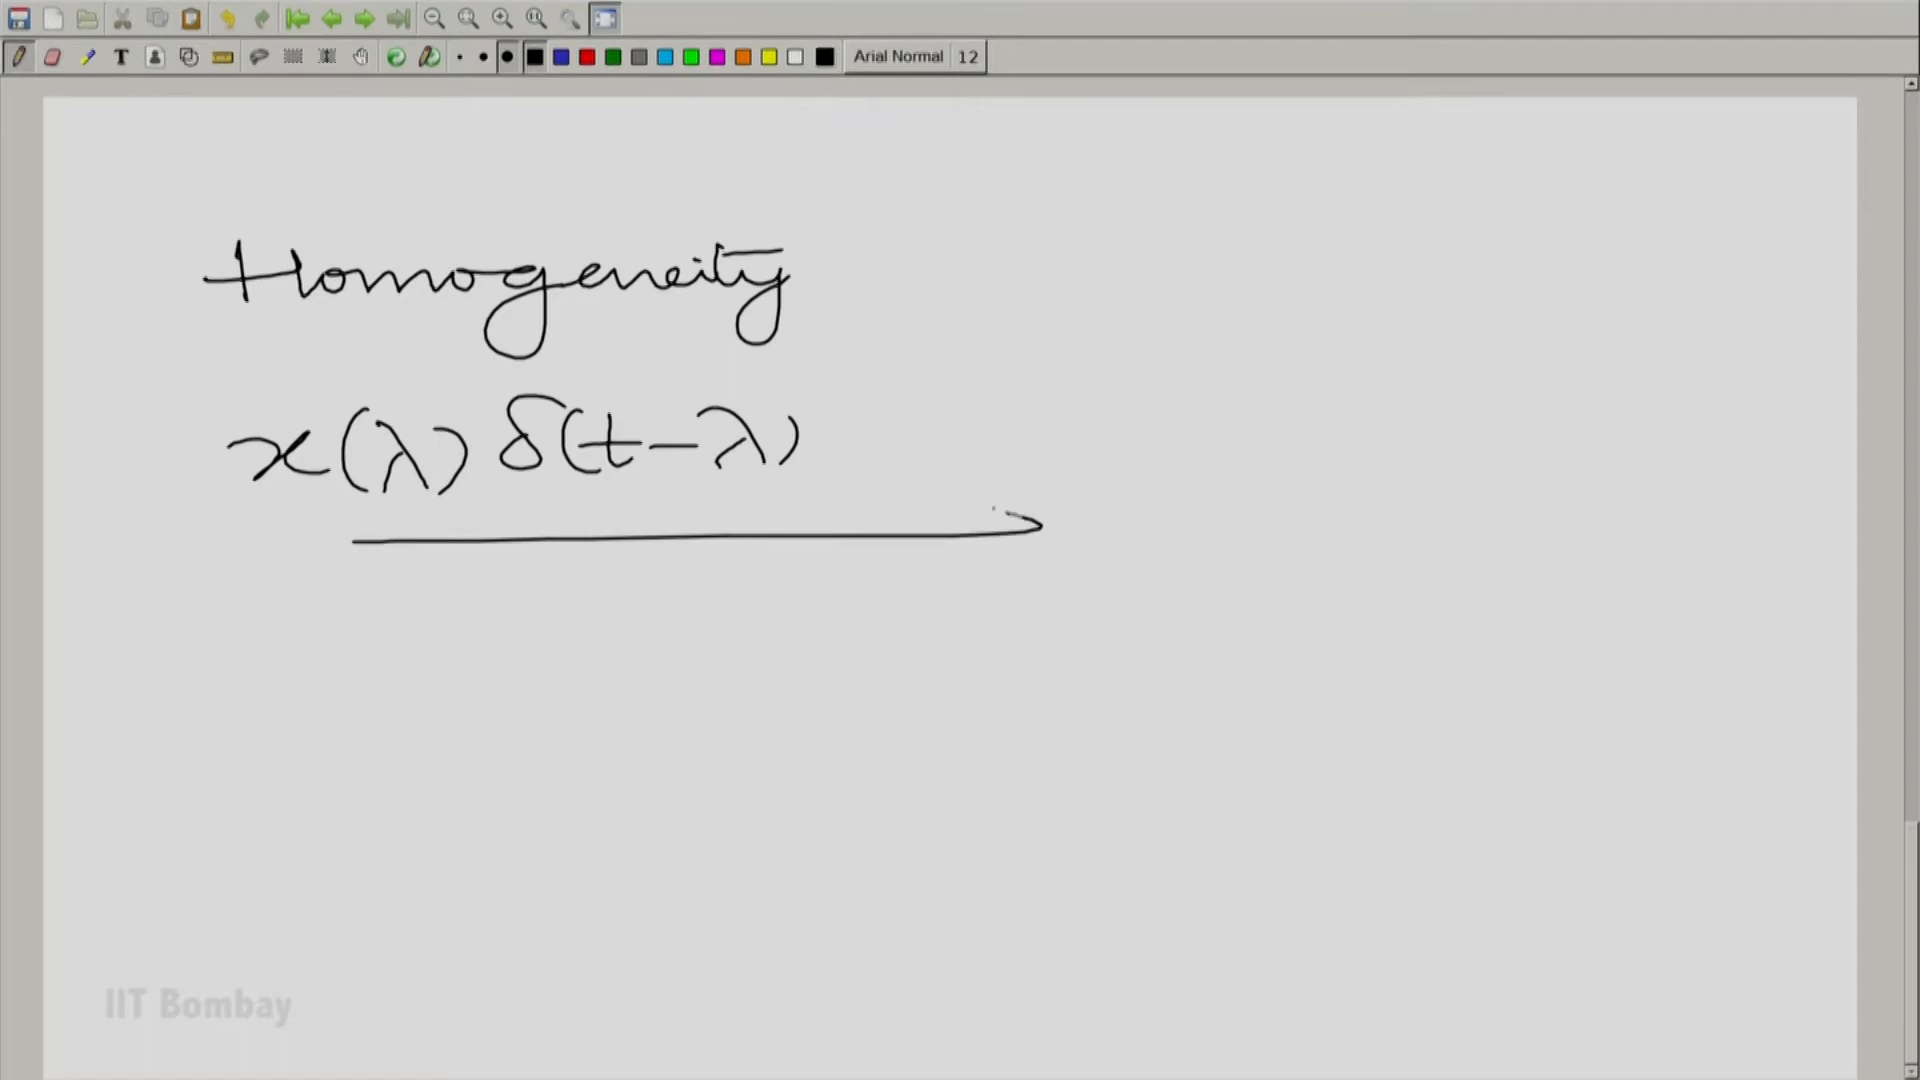 Arial Normal 12
Homogeneity
x(λ) δ(t-λ)
IIT Bombay